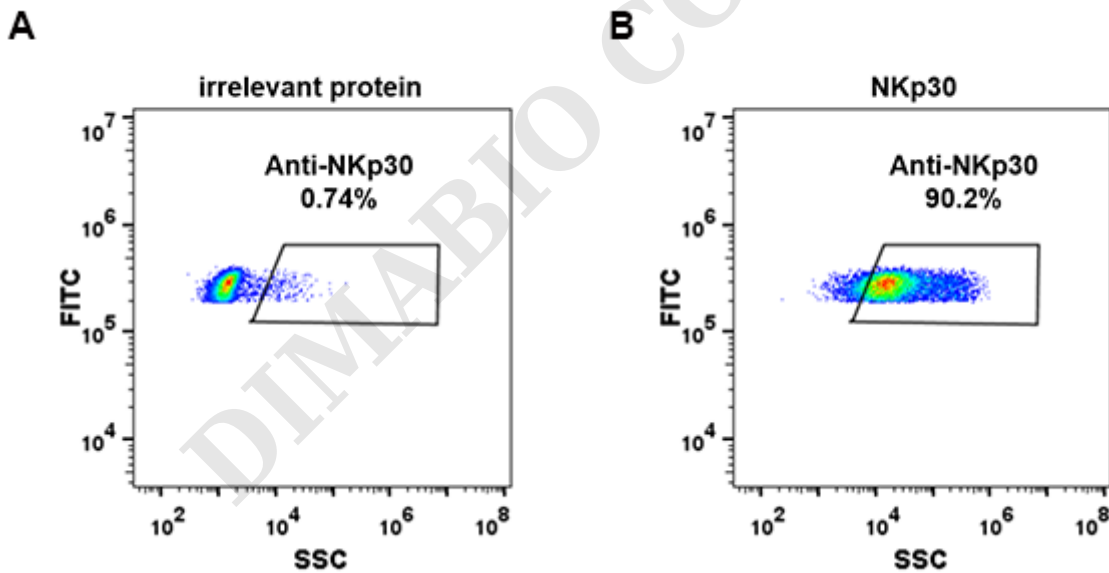 A
irrelevant protein
Anti-NKp30
0.74%
10^7
10^6
10^5
10^4
FITC
10^2
10^4
10^6
10^8
SSC
B
NKp30
Anti-NKp30
90.2%
10^7
10^6
10^5
10^4
FITC
10^2
10^4
10^6
10^8
SSC
DIMABIO CO